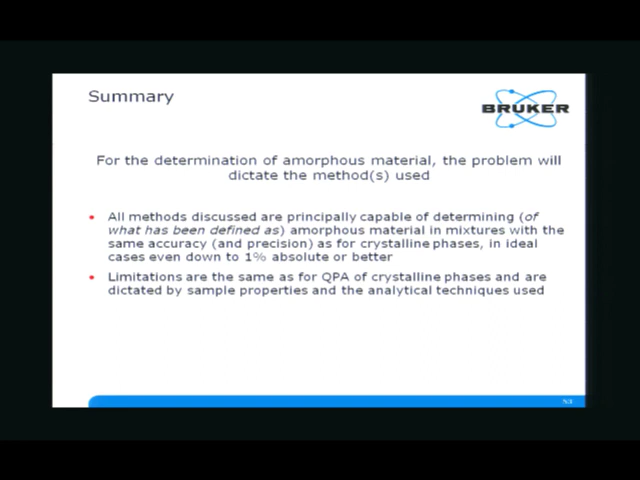 Summary
BRUKER
For the determination of amorphous material, the problem will
dictate the method(s) used
• All methods discussed are principally capable of determining (of
what has been defined as) amorphous material in mixtures with the
same accuracy (and precision) as for crystalline phases, in ideal
cases even down to 1% absolute or better
• Limitations are the same as for QPA of crystalline phases and are
dictated by sample properties and the analytical techniques used